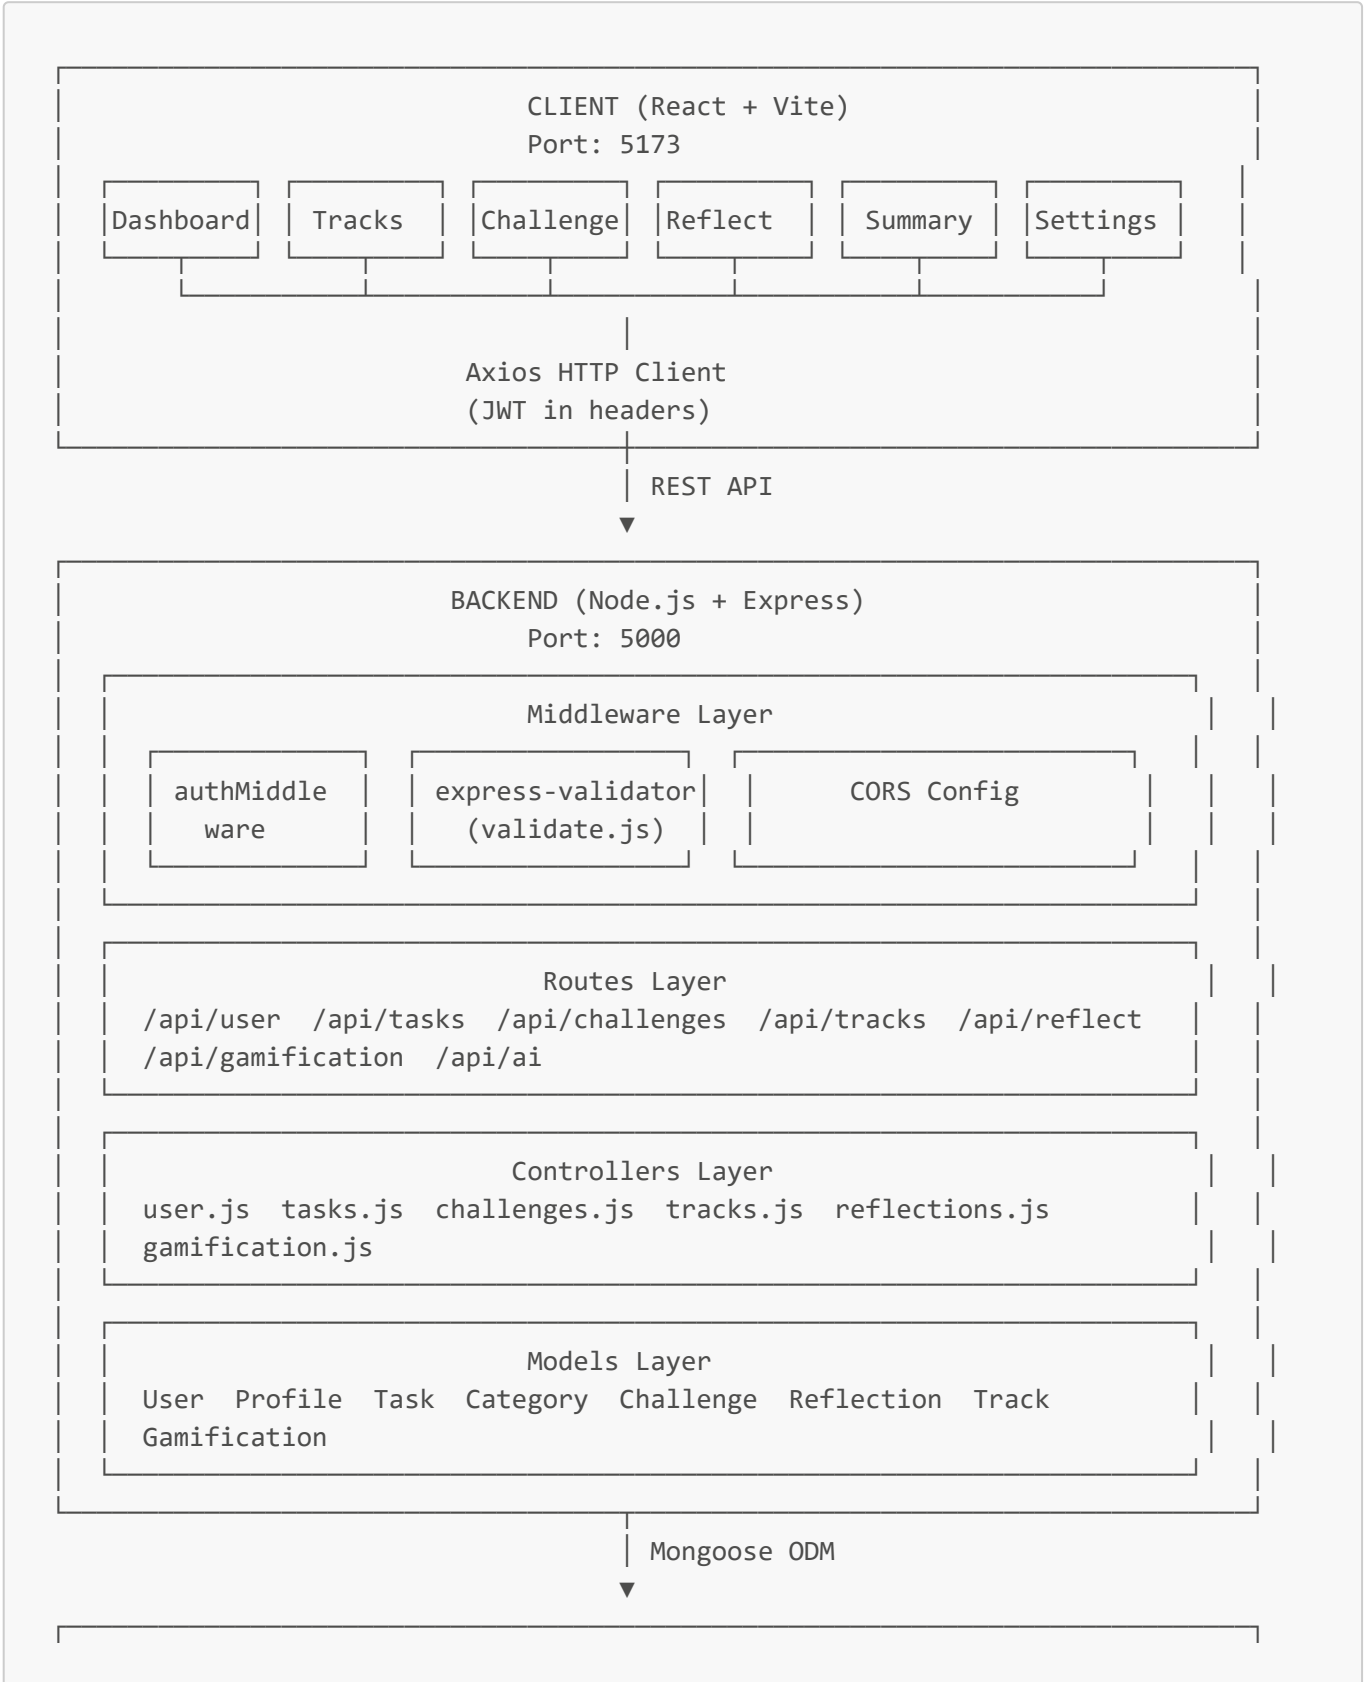 CLIENT (React + Vite)
Port: 5173
Dashboard Tracks Challenge Reflect Summary Settings
Axios HTTP Client
(JWT in headers)
REST API
BACKEND (Node.js + Express)
Port: 5000
Middleware Layer
authMiddle express-validator CORS Config
ware (validate.js)
Routes Layer
/api/user /api/tasks /api/challenges /api/tracks /api/reflect
/api/gamification /api/ai
Controllers Layer
user.js tasks.js challenges.js tracks.js reflections.js
gamification.js
Models Layer
User Profile Task Category Challenge Reflection Track
Gamification
Mongoose ODM